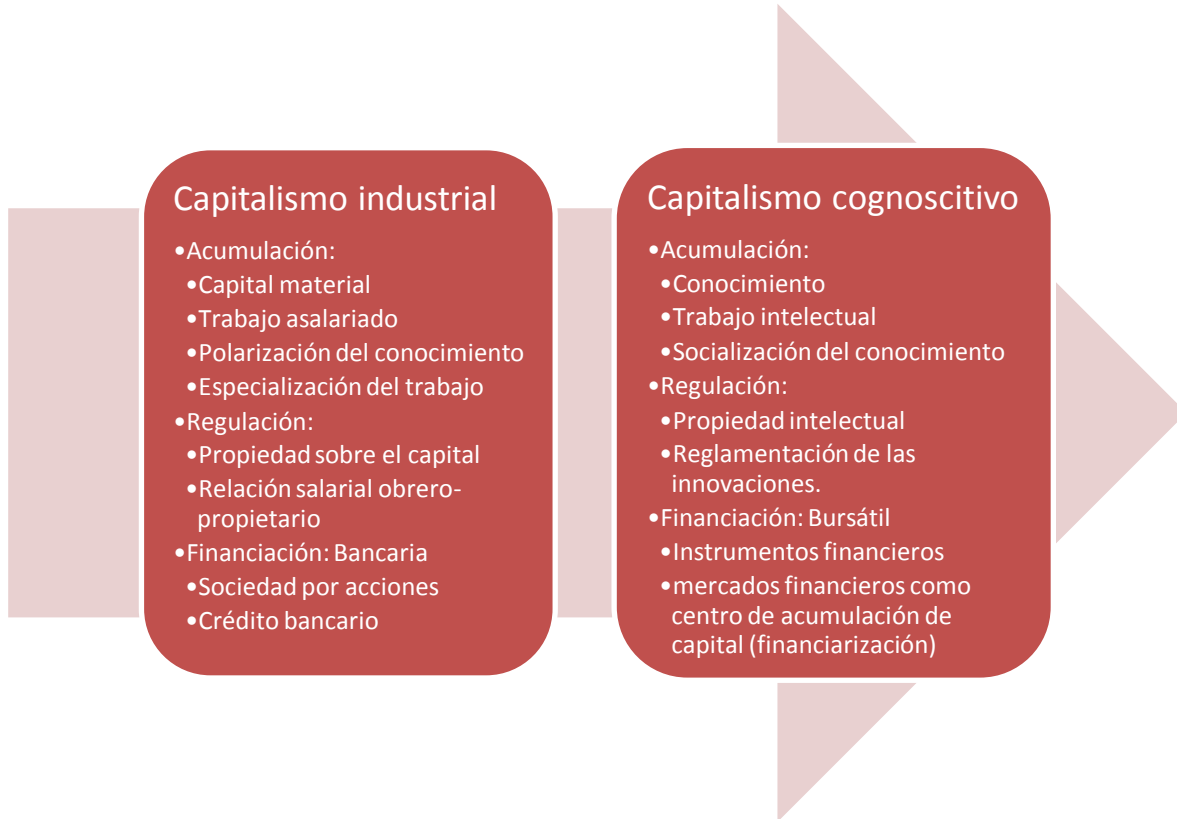 Capitalismo industrial
•Acumulación:
•Capital material
•Trabajo asalariado
•Polarización del conocimiento
•Especialización del trabajo
•Regulación:
•Propiedad sobre el capital
•Relación salarial obrero-
propietario
•Financiación: Bancaria
•Sociedad por acciones
•Crédito bancario
Capitalismo cognoscitivo
•Acumulación:
•Conocimiento
•Trabajo intelectual
•Socialización del conocimiento
•Regulación:
•Propiedad intelectual
•Reglamentación de las
innovaciones.
•Financiación: Bursátil
•Instrumentos financieros
•mercados financieros como
centro de acumulación de
capital (financiarización)